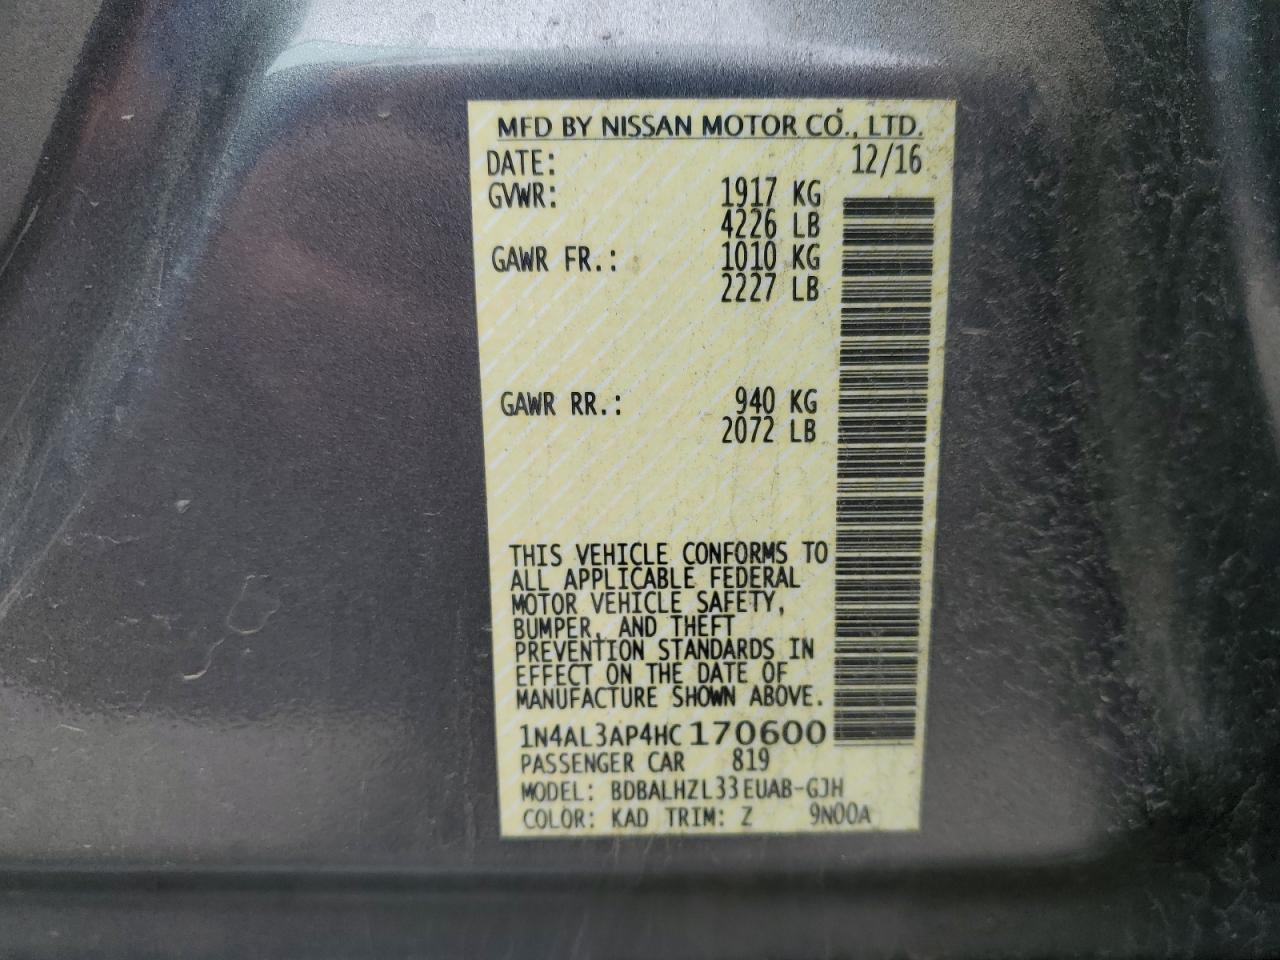 MFD BY NISSAN MOTOR CO., LTD.
DATE: 12/16
GVWR: 1917 KG
4226 LB
GAWR FR.: 1010 KG
2227 LB
GAWR RR.: 940 KG
2072 LB
THIS VEHICLE CONFORMS TO
ALL APPLICABLE FEDERAL
MOTOR VEHICLE SAFETY,
BUMPER, AND THEFT
PREVENTION STANDARDS IN
EFFECT ON THE DATE OF
MANUFACTURE SHOWN ABOVE.
1N4AL3AP4HC170600
PASSENGER CAR 819
MODEL: BDBALHZL33EUAB-GJH
COLOR: KAD TRIM: Z 9N00A